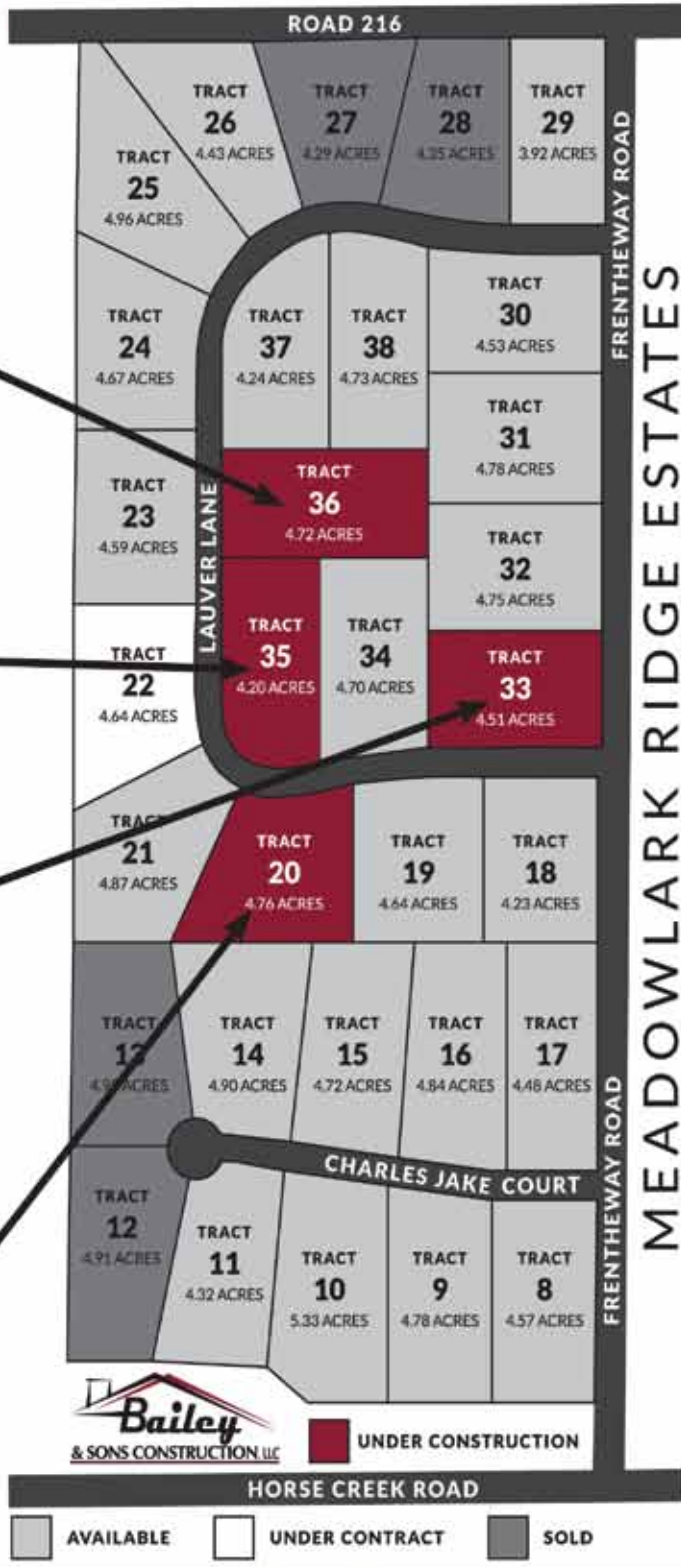 ROAD 216
TRACT
26
4.43 ACRES
TRACT
27
4.29 ACRES
TRACT
28
4.35 ACRES
TRACT
29
3.92 ACRES
TRACT
25
4.96 ACRES
FRENTHEWAY ROAD
TRACT
24
4.67 ACRES
TRACT
37
4.24 ACRES
TRACT
38
4.73 ACRES
TRACT
30
4.53 ACRES
TRACT
31
4.78 ACRES
TRACT
23
4.59 ACRES
LAUVER LANE
TRACT
36
4.72 ACRES
TRACT
32
4.75 ACRES
TRACT
22
4.64 ACRES
TRACT
35
4.20 ACRES
TRACT
34
4.70 ACRES
TRACT
33
4.51 ACRES
MEADOWLARK RIDGE ESTATES
TRACT
21
4.87 ACRES
TRACT
20
4.76 ACRES
TRACT
19
4.64 ACRES
TRACT
18
4.23 ACRES
TRACT
13
ACRES
TRACT
14
4.90 ACRES
TRACT
15
4.72 ACRES
TRACT
16
4.84 ACRES
TRACT
17
4.48 ACRES
CHARLES JAKE COURT
FRENTHEWAY ROAD
TRACT
12
4.91 ACRES
TRACT
11
4.32 ACRES
TRACT
10
5.33 ACRES
TRACT
9
4.78 ACRES
TRACT
8
4.57 ACRES
Bailey
& SONS CONSTRUCTION, LLC
UNDER CONSTRUCTION
HORSE CREEK ROAD
AVAILABLE
UNDER CONTRACT
SOLD